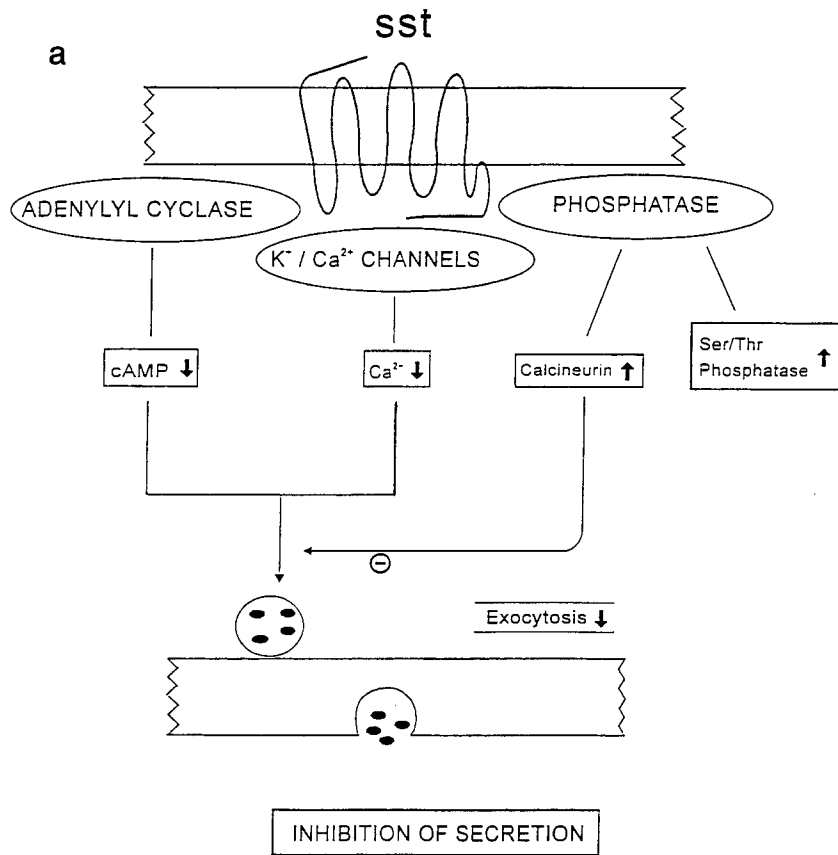 sst
a
ADENYLYL CYCLASE
PHOSPHATASE
K⁻ / Ca²⁺ CHANNELS
cAMP ↓
Ca²⁻ ↓
Calcineurin ↑
Ser/Thr
Phosphatase ↑
⊖
Exocytosis ↓
INHIBITION OF SECRETION